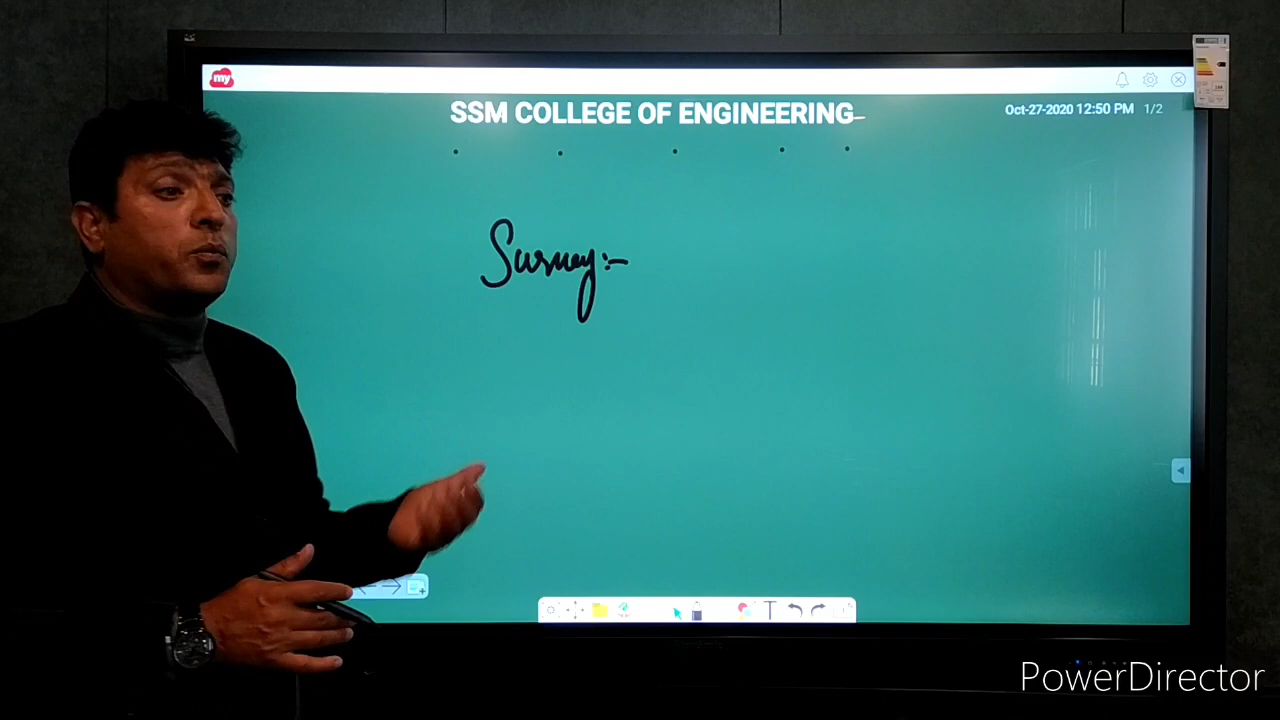 my
SSM COLLEGE OF ENGINEERING
Oct-27-2020 12:50 PM 1/2
Survey:-
T
PowerDirector